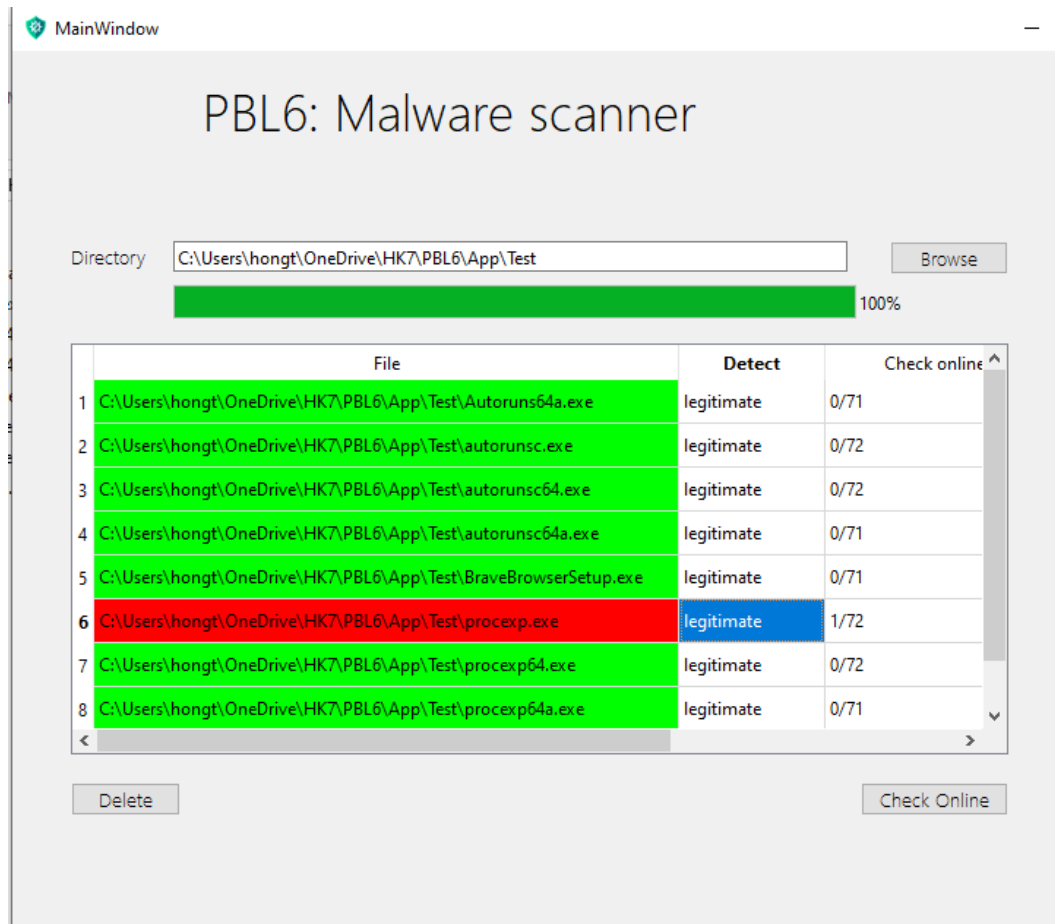 MainWindow
PBL6: Malware scanner
Directory C:\Users\hongt\OneDrive\HK7\PBL6\App\Test Browse
100%
File Detect Check online
1 C:\Users\hongt\OneDrive\HK7\PBL6\App\Test\Autoruns64a.exe legitimate 0/71
2 C:\Users\hongt\OneDrive\HK7\PBL6\App\Test\autorunsc.exe legitimate 0/72
3 C:\Users\hongt\OneDrive\HK7\PBL6\App\Test\autorunsc64.exe legitimate 0/72
4 C:\Users\hongt\OneDrive\HK7\PBL6\App\Test\autorunsc64a.exe legitimate 0/71
5 C:\Users\hongt\OneDrive\HK7\PBL6\App\Test\BraveBrowserSetup.exe legitimate 0/71
6 C:\Users\hongt\OneDrive\HK7\PBL6\App\Test\procexp.exe legitimate 1/72
7 C:\Users\hongt\OneDrive\HK7\PBL6\App\Test\procexp64.exe legitimate 0/72
8 C:\Users\hongt\OneDrive\HK7\PBL6\App\Test\procexp64a.exe legitimate 0/71
Delete Check Online